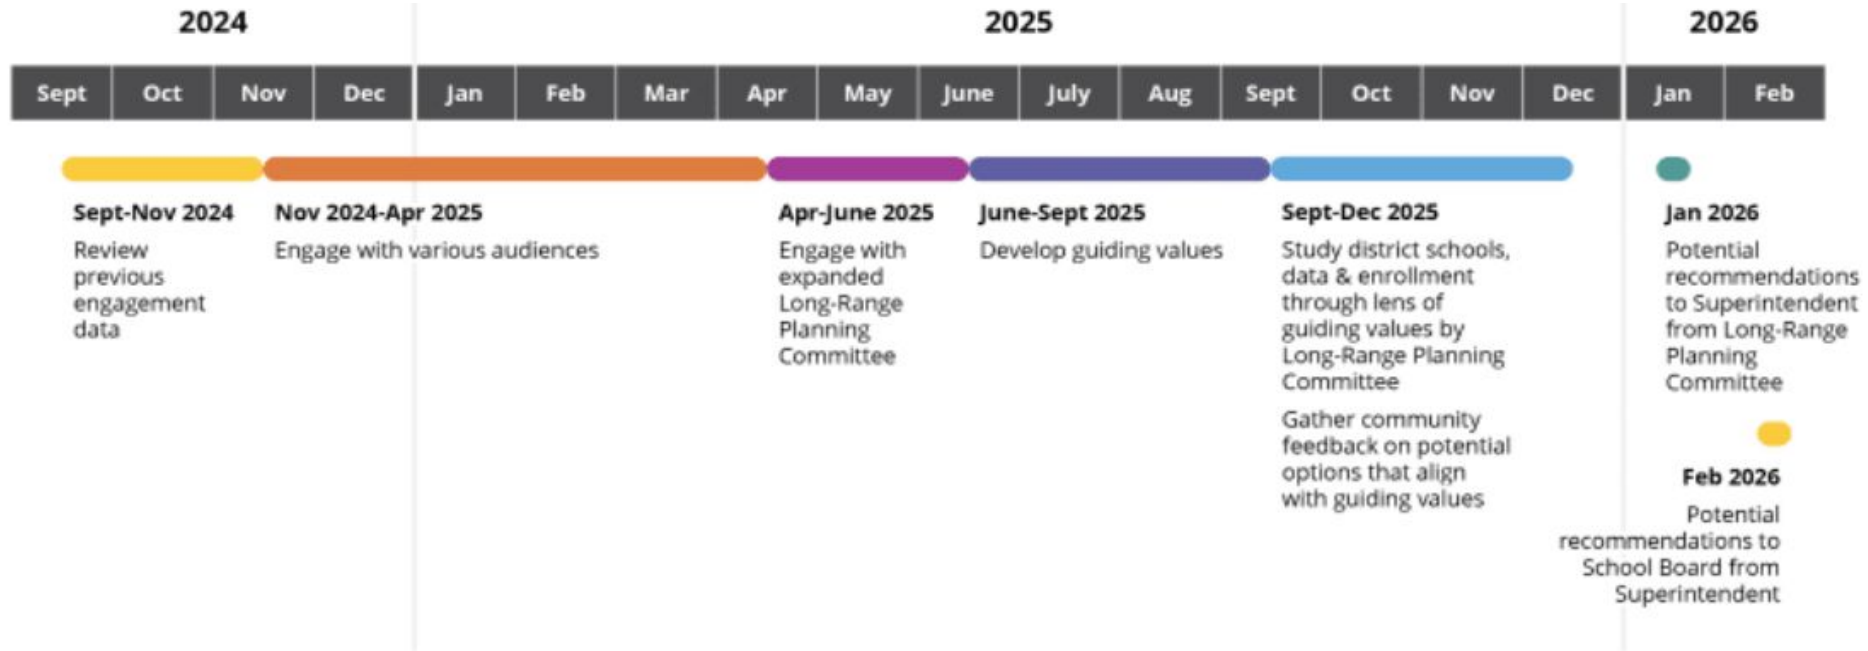 2024
2025
2026
Sept Oct Nov Dec Jan Feb Mar Apr May June July Aug Sept Oct Nov Dec Jan Feb
Sept-Nov 2024
Review
previous
engagement
data
Nov 2024-Apr 2025
Engage with various audiences
Apr-June 2025
Engage with
expanded
Long-Range
Planning
Committee
June-Sept 2025
Develop guiding values
Sept-Dec 2025
Study district schools,
data & enrollment
through lens of
guiding values by
Long-Range Planning
Committee
Gather community
feedback on potential
options that align
with guiding values
Jan 2026
Potential
recommendations
to Superintendent
from Long-Range
Planning
Committee
Feb 2026
Potential
recommendations to
School Board from
Superintendent